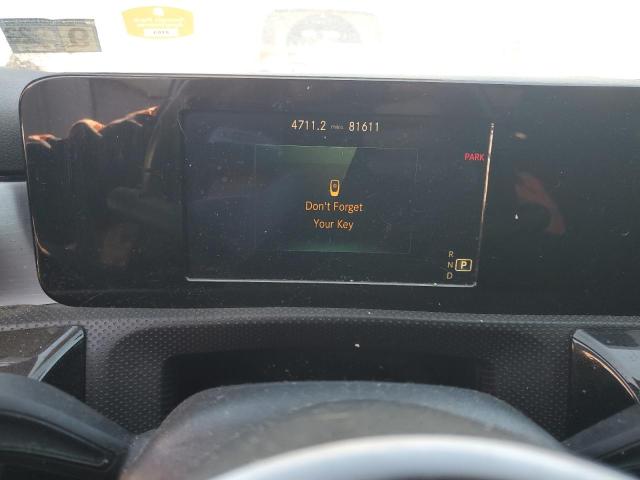 4711.2 miles 81611
PARK
Don't Forget
Your Key
R
N P
D